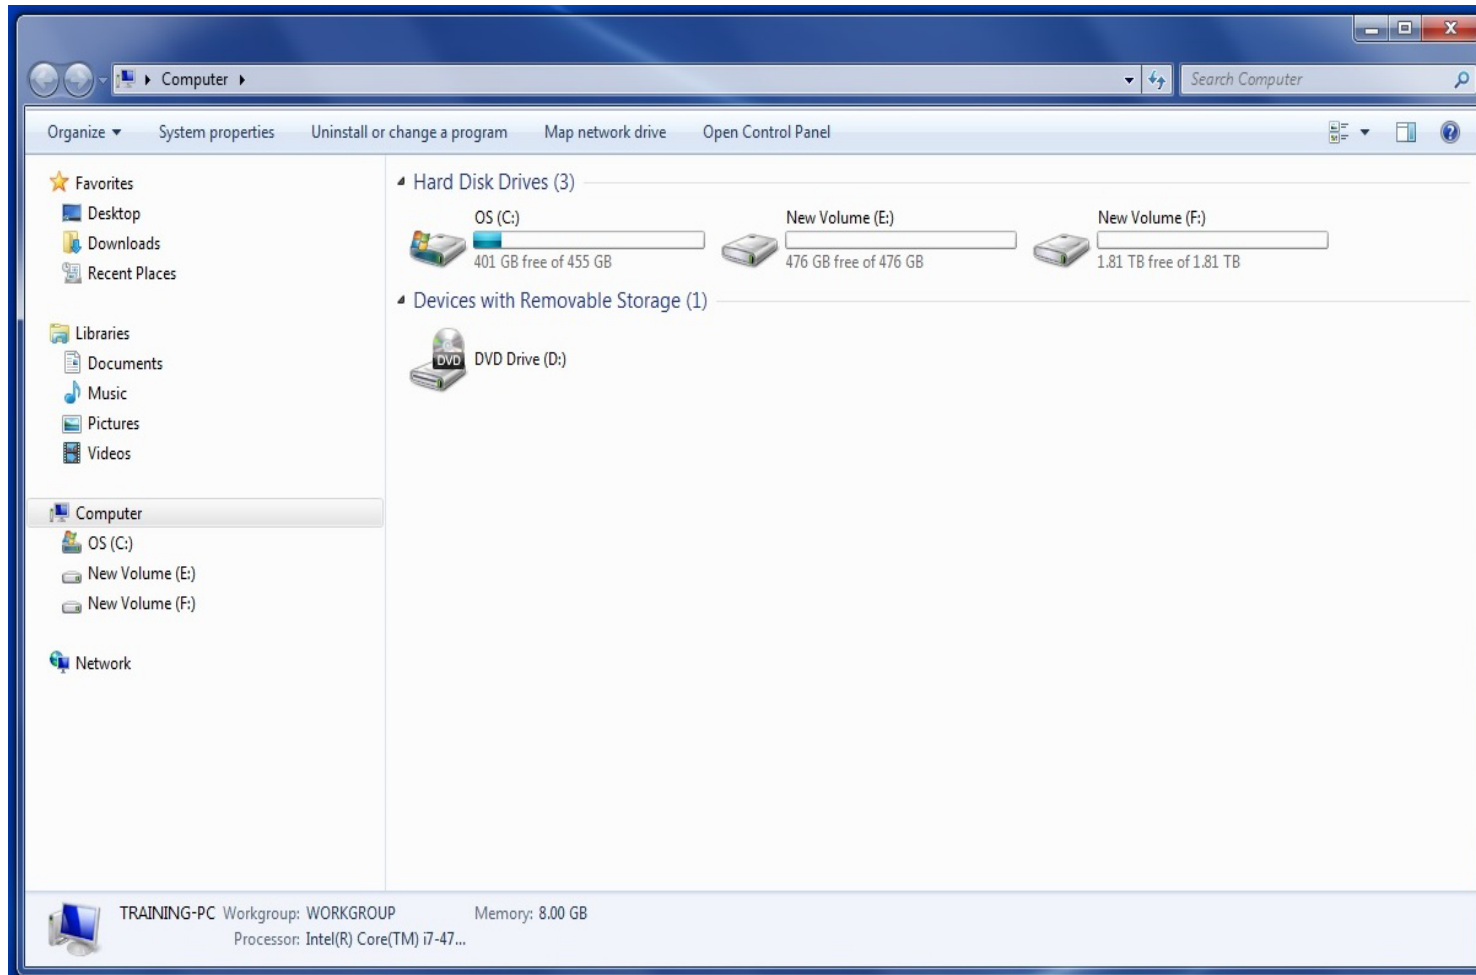 Computer
Search Computer
Organize System properties Uninstall or change a program Map network drive Open Control Panel
Favorites
Desktop
Downloads
Recent Places
Libraries
Documents
Music
Pictures
Videos
Computer
OS (C:)
New Volume (E:)
New Volume (F:)
Network
Hard Disk Drives (3)
OS (C:)
401 GB free of 455 GB
New Volume (E:)
476 GB free of 476 GB
New Volume (F:)
1.81 TB free of 1.81 TB
Devices with Removable Storage (1)
DVD
DVD Drive (D:)
TRAINING-PC Workgroup: WORKGROUP Memory: 8.00 GB
Processor: Intel(R) Core(TM) i7-47...